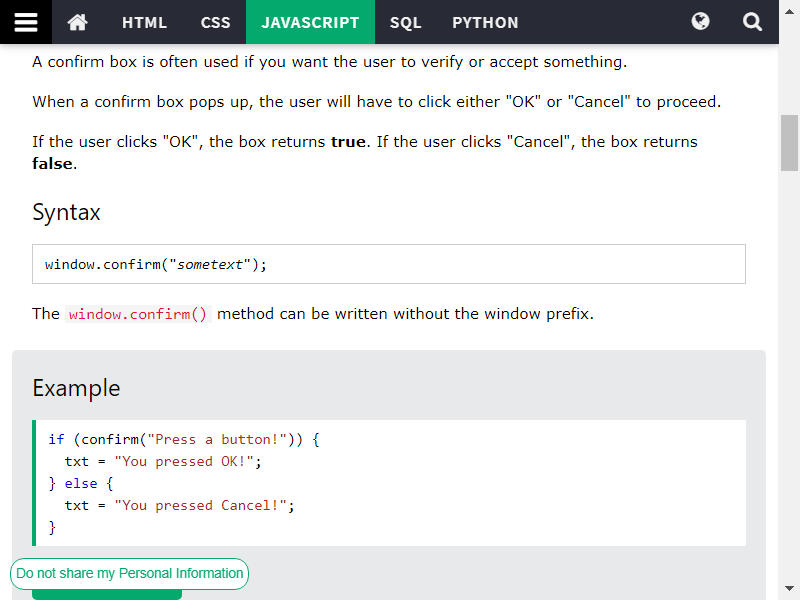 HTML CSS JAVASCRIPT SQL PYTHON
A confirm box is often used if you want the user to verify or accept something.
When a confirm box pops up, the user will have to click either "OK" or "Cancel" to proceed.
If the user clicks "OK", the box returns true. If the user clicks "Cancel", the box returns
false.
Syntax
window.confirm("sometext");
The window.confirm() method can be written without the window prefix.
Example
if (confirm("Press a button!")) {
  txt = "You pressed OK!";
} else {
  txt = "You pressed Cancel!";
}
Do not share my Personal Information